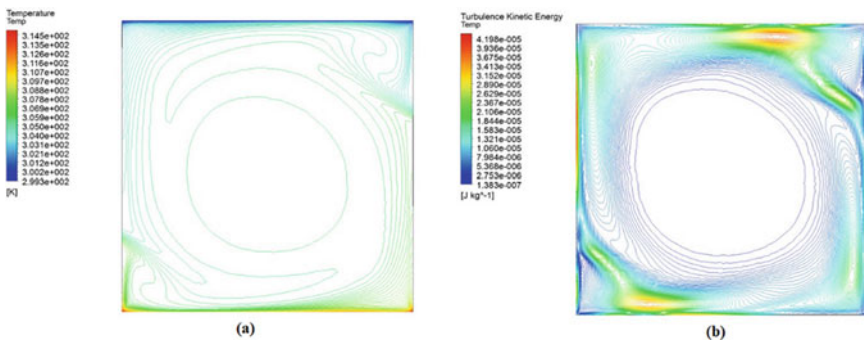 Temperature
Temp
3.145e+002
3.135e+002
3.126e+002
3.116e+002
3.107e+002
3.097e+002
3.088e+002
3.078e+002
3.069e+002
3.059e+002
3.050e+002
3.040e+002
3.031e+002
3.021e+002
3.012e+002
3.002e+002
2.993e+002
[K]
(a)
Turbulence Kinetic Energy
Temp
4.198e-005
3.936e-005
3.675e-005
3.413e-005
3.152e-005
2.890e-005
2.629e-005
2.367e-005
2.106e-005
1.844e-005
1.583e-005
1.321e-005
1.060e-005
7.984e-006
5.368e-006
2.753e-006
1.383e-007
[J kg^-1]
(b)